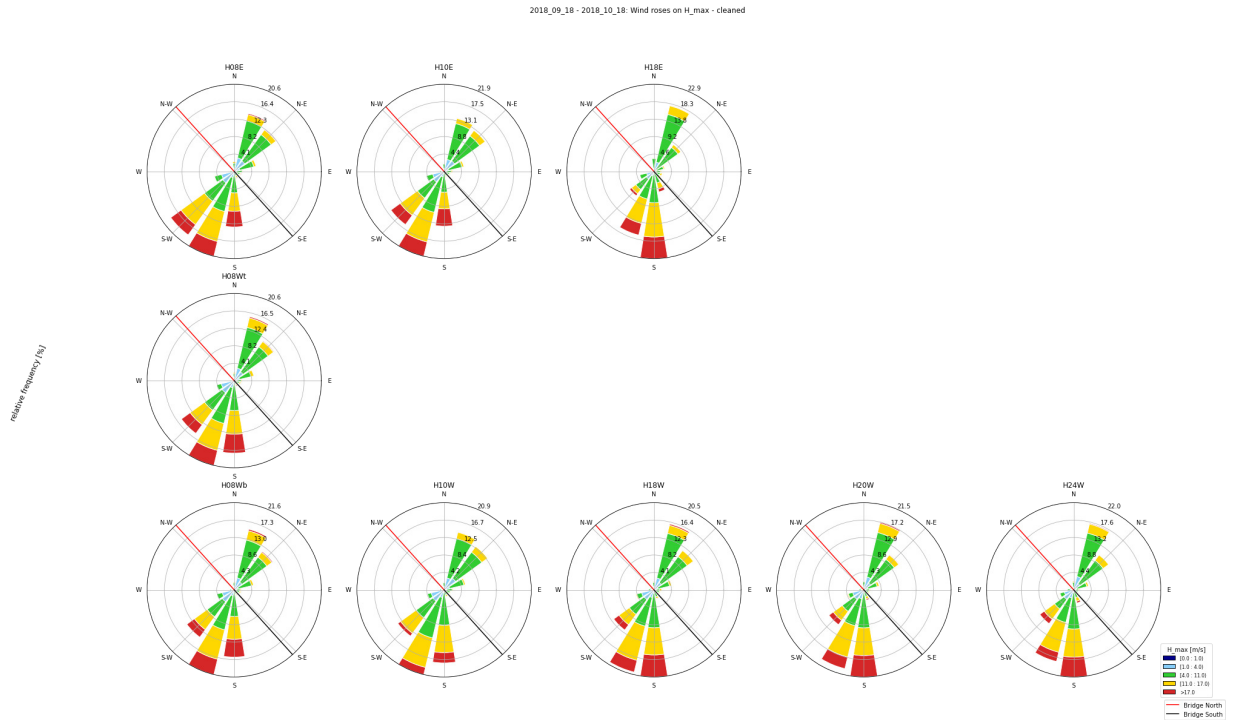 2018_09_18 - 2018_10_18: Wind roses on H_max - cleaned
H08E
N
N-W
N-E
20.6
16.4
12.3
8.2
4.1
W
E
S-W
S-E
S
H10E
N
N-W
N-E
21.9
17.5
13.1
8.8
4.4
W
E
S-W
S-E
S
H18E
N
N-W
N-E
22.9
18.3
13.8
9.2
4.6
W
E
S-W
S-E
S
H08Wt
N
N-W
N-E
20.6
16.5
12.4
8.2
4.1
W
E
S-W
S-E
S
relative frequency [%]
H08Wb
N
N-W
N-E
21.6
17.3
13.0
8.6
4.3
W
E
S-W
S-E
S
H10W
N
N-W
N-E
20.9
16.7
12.5
8.4
4.2
W
E
S-W
S-E
S
H18W
N
N-W
N-E
20.5
16.4
12.3
8.2
4.1
W
E
S-W
S-E
S
H20W
N
N-W
N-E
21.5
17.2
12.9
8.6
4.3
W
E
S-W
S-E
S
H24W
N
N-W
N-E
22.0
17.6
13.2
8.8
4.4
W
E
S-W
S-E
S
H_max [m/s]
[0.0 : 1.0)
[1.0 : 4.0)
[4.0 : 11.0)
[11.0 : 17.0)
>17.0
Bridge North
Bridge South